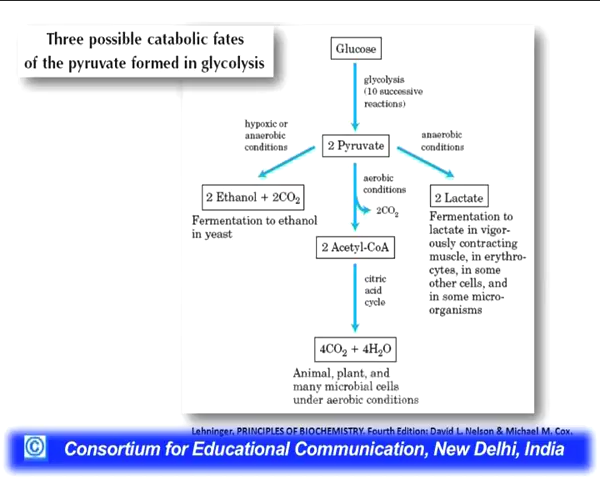 Three possible catabolic fates
of the pyruvate formed in glycolysis
Glucose
glycolysis
(10 successive
reactions)
hypoxic or
anaerobic
conditions
2 Pyruvate
anaerobic
conditions
2 Ethanol + 2CO₂
Fermentation to ethanol
in yeast
aerobic
conditions
2CO₂
2 Lactate
Fermentation to
lactate in vigor-
ously contracting
muscle, in erythro-
cytes, in some
other cells, and
in some micro-
organisms
2 Acetyl-CoA
citric
acid
cycle
4CO₂ + 4H₂O
Animal, plant, and
many microbial cells
under aerobic conditions
Lehninger. PRINCIPLES OF BIOCHEMISTRY. Fourth Edition: David L. Nelson & Michael M. Cox.
© Consortium for Educational Communication, New Delhi, India